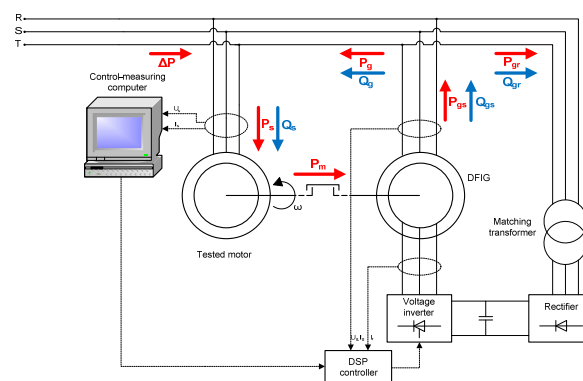 R
S
T
ΔP
Pg
Qg
Pgr
Qgr
Control-measuring
computer
Us
Is
Ps
Qs
Pgs
Qgs
Pm
DFIG
ω
Tested motor
Matching
transformer
Voltage
inverter
Rectifier
DSP
controller